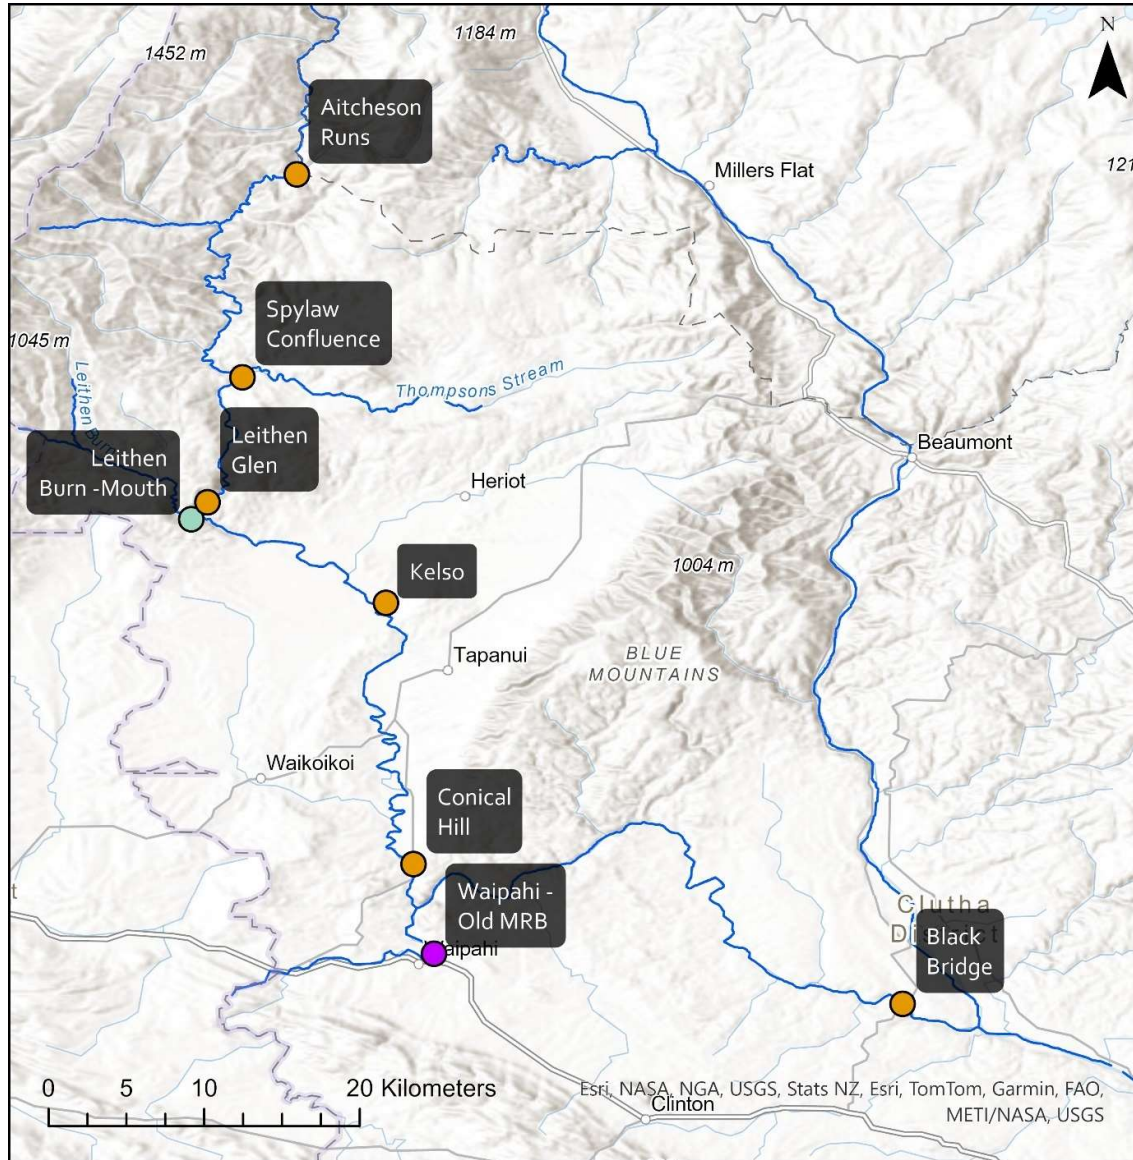 1184 m
N
1452 m
Aitcheson
Runs
Millers Flat
121
Spylaw
Confluence
1045 m
Leithen Burn
Thompsons Stream
Leithen
Glen
Beaumont
Leithen
Burn -Mouth
Heriot
Kelso
1004 m
Tapanui
BLUE
MOUNTAINS
Waikoikoi
Conical
Hill
Waipahi -
Old MRB
t
Clutha
District
Black
Bridge
Waipahi
0 5 10 20 Kilometers
Esri, NASA, NGA, USGS, Stats NZ, Esri, TomTom, Garmin, FAO,
METI/NASA, USGS
Clinton